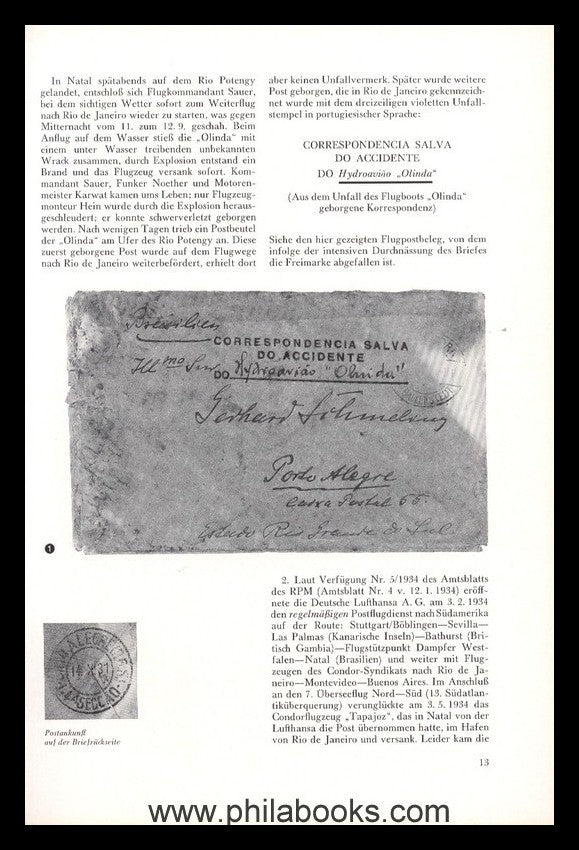 In Natal spätabends auf dem Rio Potengy
gelandet, entschloß sich Flugkommandant Sauer,
bei dem sichtigen Wetter sofort zum Weiterflug
nach Rio de Janeiro wieder zu starten, was gegen
Mitternacht vom 11. zum 12. 9. geschah. Beim
Anflug auf dem Wasser stieß die „Olinda“ mit
einem unter Wasser treibenden unbekannten
Wrack zusammen, durch Explosion entstand ein
Brand und das Flugzeug versank sofort. Kom-
mandant Sauer, Funker Noether und Motoren-
meister Karwat kamen ums Leben; nur Flugzeug-
monteur Hein wurde durch die Explosion heraus-
geschleudert; er konnte schwerverletzt geborgen
werden. Nach wenigen Tagen trieb ein Postbeutel
der „Olinda“ am Ufer des Rio Potengy an. Diese
zuerst geborgene Post wurde auf dem Flugwege
nach Rio de Janeiro weiterbefördert, erhielt dort
aber keinen Unfallvermerk. Später wurde weitere
Post geborgen, die in Rio de Janeiro gekennzeich-
net wurde mit dem dreizeiligen violetten Unfall-
stempel in portugiesischer Sprache:
CORRESPONDENCIA SALVA
DO ACCIDENTE
DO Hydroavião „Olinda“
(Aus dem Unfall des Flugboots „Olinda“
geborgene Korrespondenz)
Siehe den hier gezeigten Flugpostbeleg, von dem
infolge der intensiven Durchnässung des Briefes
die Freimarke abgefallen ist.
Brésilien
CORRESPONDENCIA SALVA
DO ACCIDENTE
Illmo Snr
DO Hydroavião "Olinda"
Gerhard Schmeling
Porto Alegre
Caixa Postal 55.
Estado Rio Grande do Sul
1
2. Laut Verfügung Nr. 5/1934 des Amtsblatts
des RPM (Amtsblatt Nr. 4 v. 12. 1. 1934) eröff-
nete die Deutsche Lufthansa A. G. am 3. 2. 1934
den regelmäßigen Postflugdienst nach Südamerika
auf der Route: Stuttgart/Böblingen—Sevilla—
Las Palmas (Kanarische Inseln)—Bathurst (Bri-
tisch Gambia)—Flugstützpunkt Dampfer West-
falen—Natal (Brasilien) und weiter mit Flug-
zeugen des Condor-Syndikats nach Rio de Ja-
neiro—Montevideo—Buenos Aires. Im Anschluß
an den 7. Überseeflug Nord—Süd (13. Südatlan-
tiküberquerung) verunglückte am 3. 5. 1934 das
Condorflugzeug „Tapajoz“, das in Natal von der
Lufthansa die Post übernommen hatte, im Hafen
von Rio de Janeiro und versank. Leider kam die
Postankunft
auf der Briefrückseite
13
www.philabooks.com